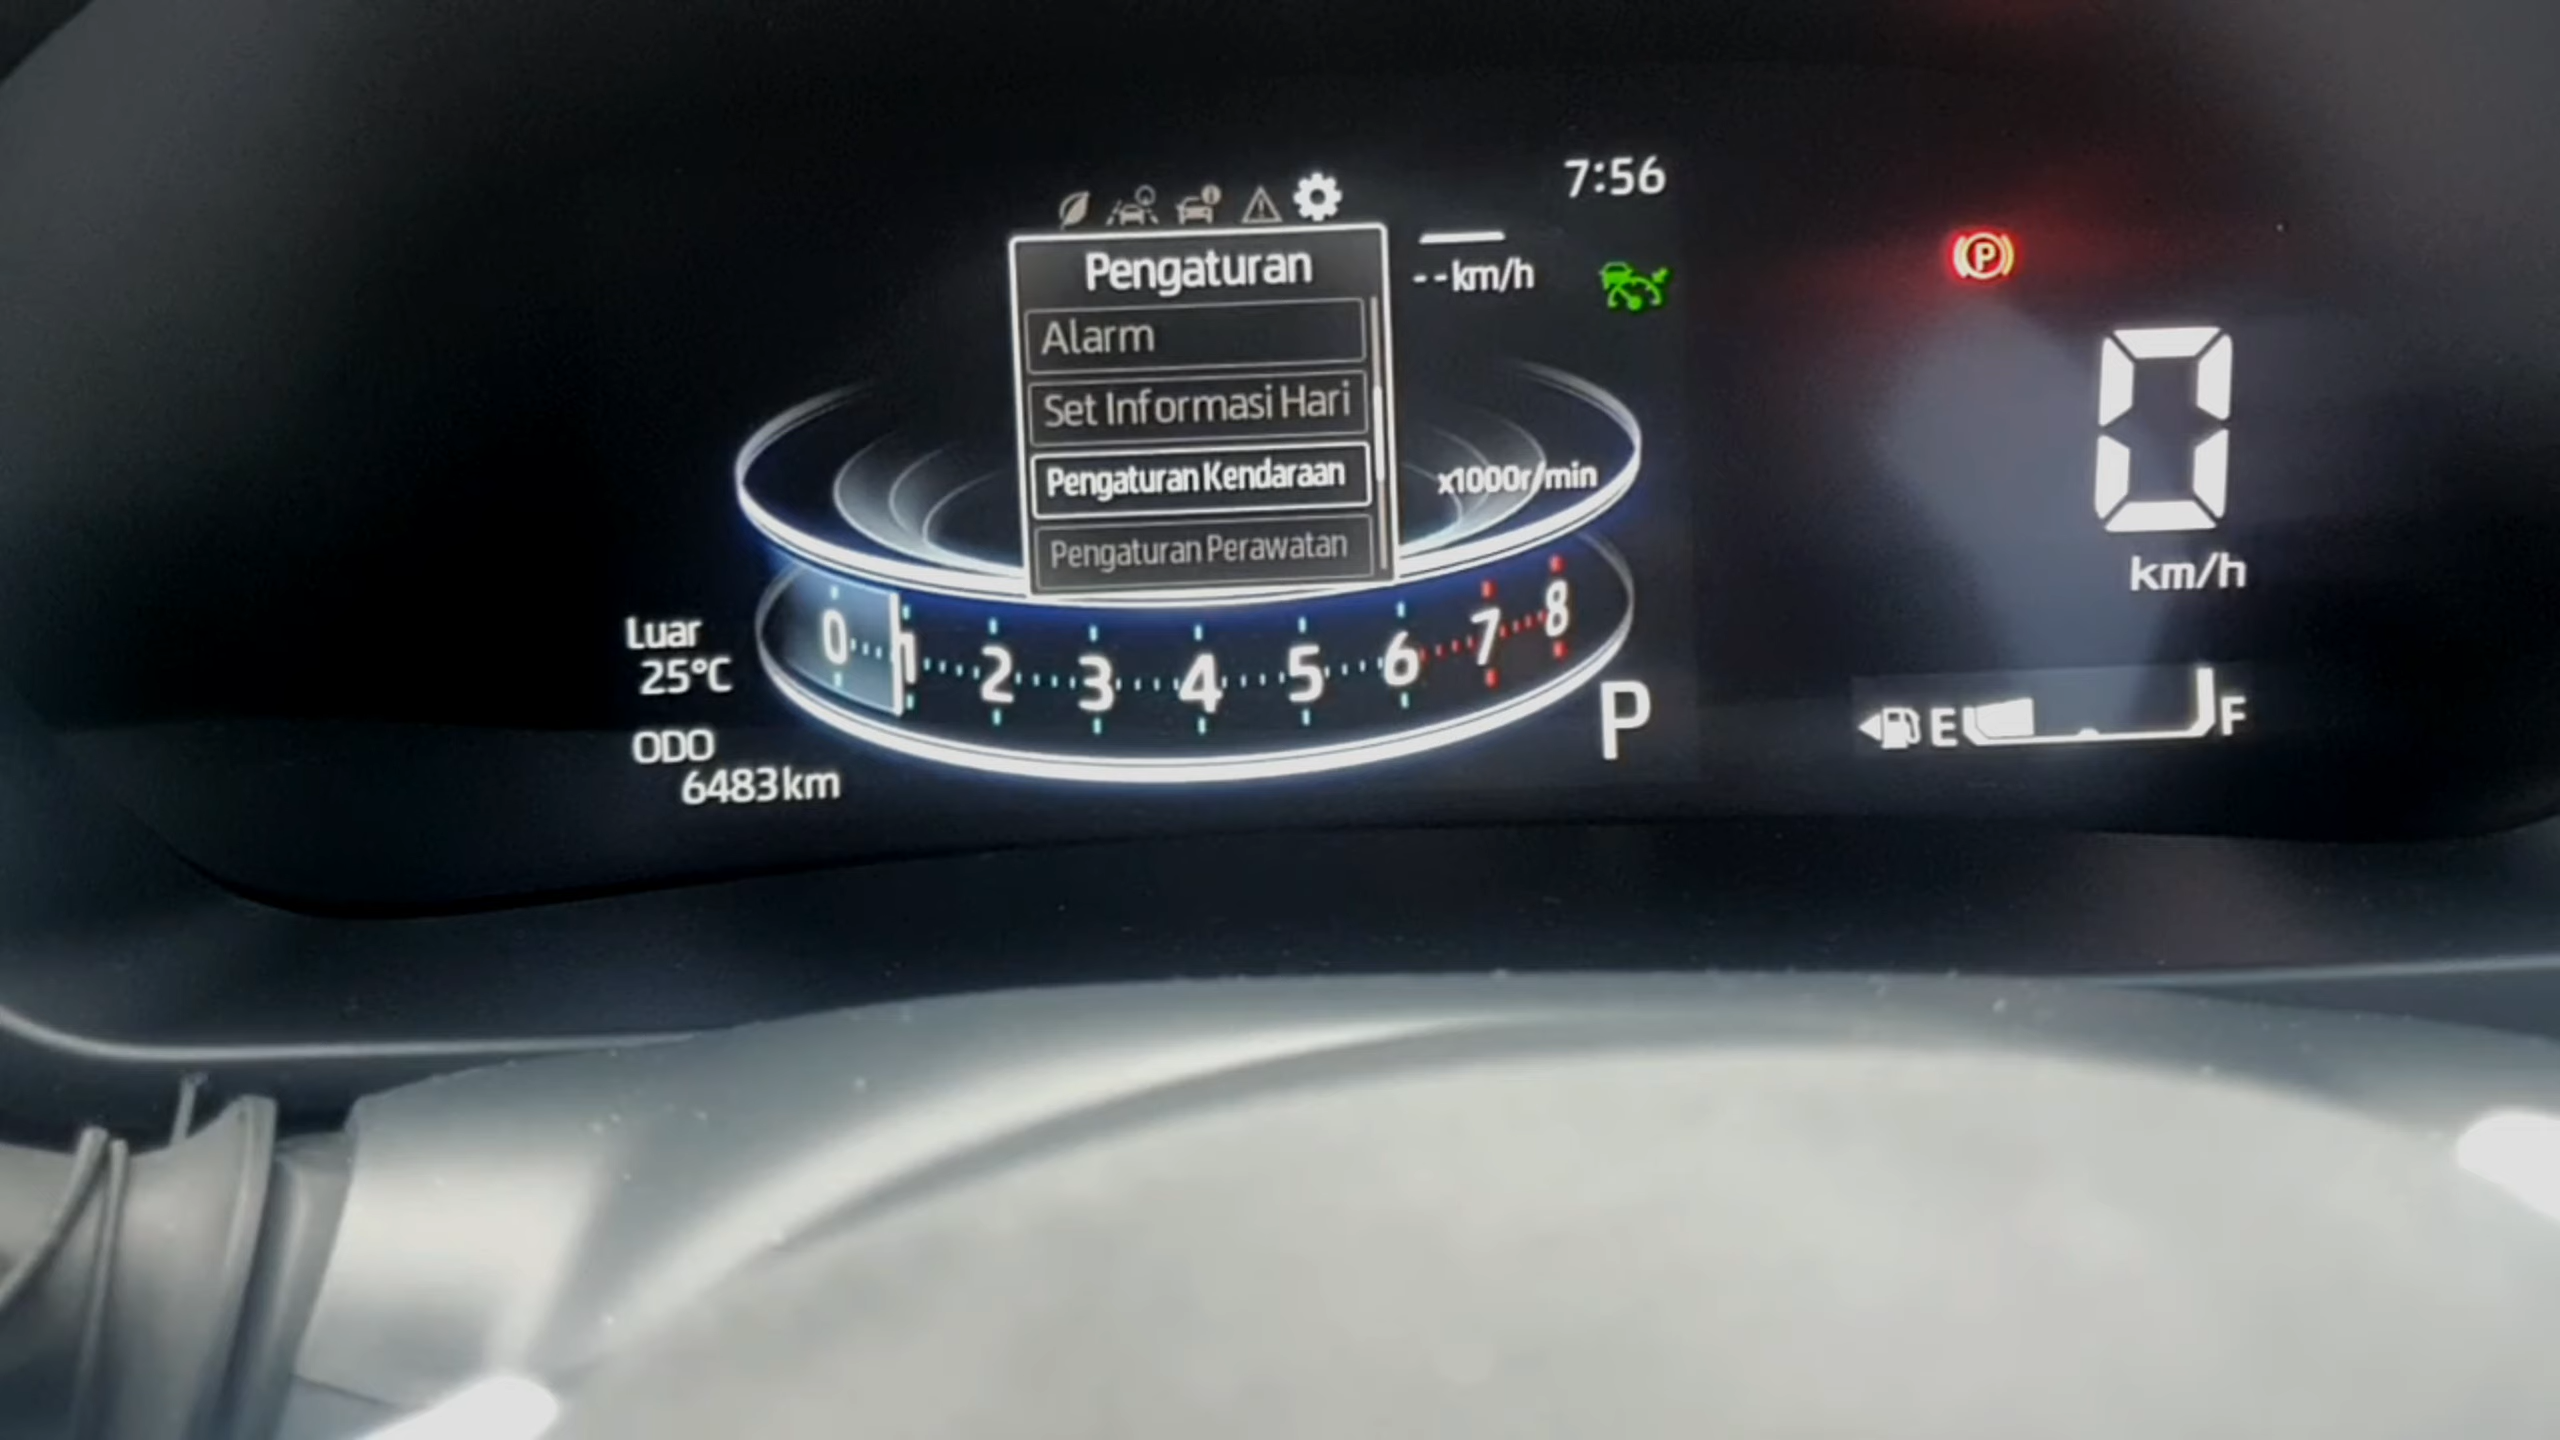 7:56
Pengaturan
--km/h
Alarm
Set Informasi Hari
Pengaturan Kendaraan
Pengaturan Perawatan
x1000r/min
P
0
km/h
0 1 2 3 4 5 6 7 8
Luar
25°C
ODO
6483km
P
E F